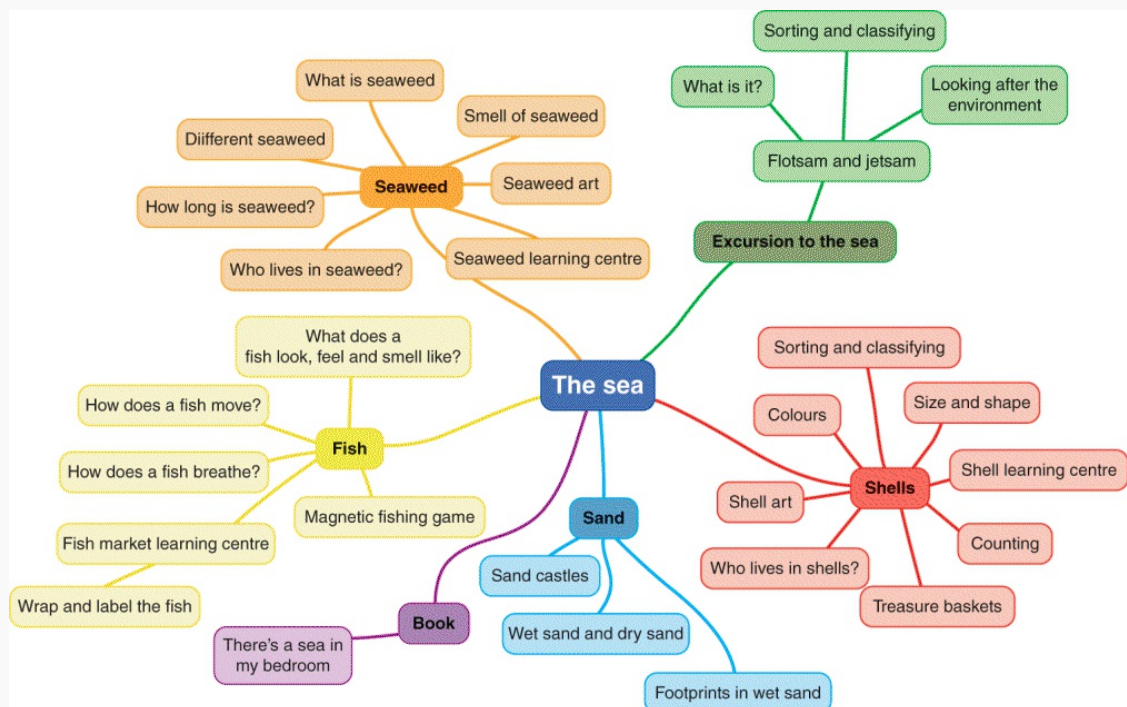 What is seaweed
Diifferent seaweed
Smell of seaweed
Seaweed
Seaweed art
How long is seaweed?
Who lives in seaweed?
Seaweed learning centre
Sorting and classifying
What is it?
Looking after the
environment
Flotsam and jetsam
Excursion to the sea
The sea
What does a
fish look, feel and smell like?
How does a fish move?
Fish
How does a fish breathe?
Magnetic fishing game
Fish market learning centre
Wrap and label the fish
Book
There's a sea in
my bedroom
Sand
Sand castles
Wet sand and dry sand
Footprints in wet sand
Sorting and classifying
Colours
Size and shape
Shells
Shell learning centre
Shell art
Counting
Who lives in shells?
Treasure baskets